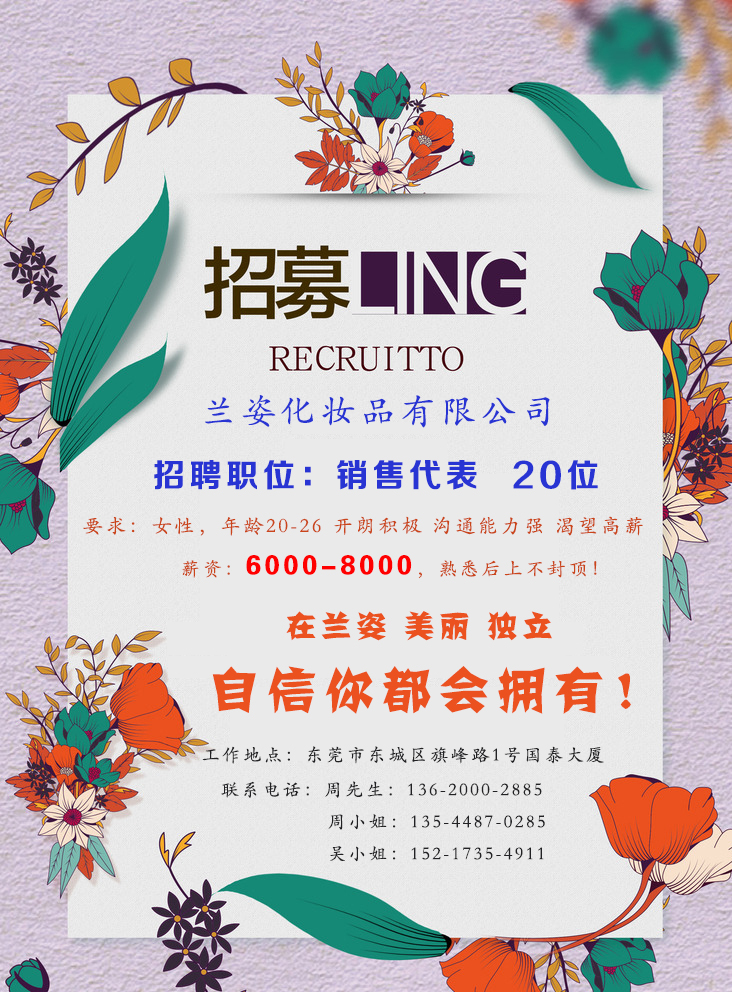 招募LING
RECRUITTO
兰姿化妆品有限公司
招聘职位：销售代表 20位
要求：女性，年龄20-26 开朗积极 沟通能力强 渴望高薪
薪资：6000-8000，熟悉后上不封顶！
在兰姿 美丽 独立
自信你都会拥有！
工作地点：东莞市东城区旗峰路1号国泰大厦
联系电话：周先生：136-2000-2885
周小姐：135-4487-0285
吴小姐：152-1735-4911